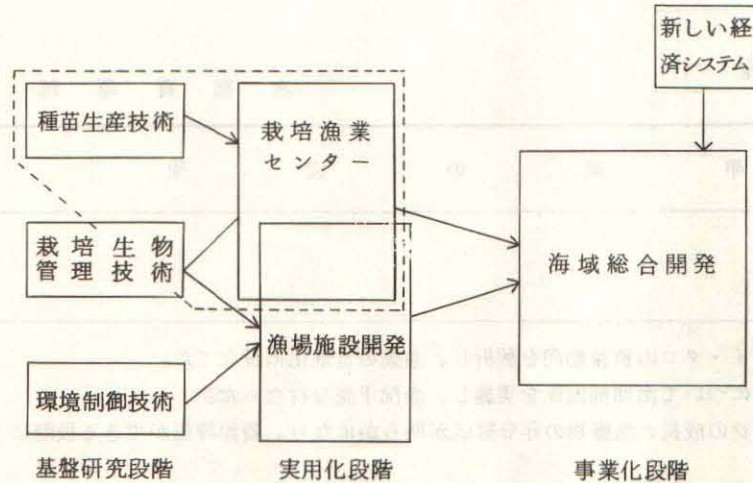 新しい経
済システム
種苗生産技術
栽培漁業
センター
栽培生物
管理技術
海域総合開発
漁場施設開発
環境制御技術
基盤研究段階
実用化段階
事業化段階